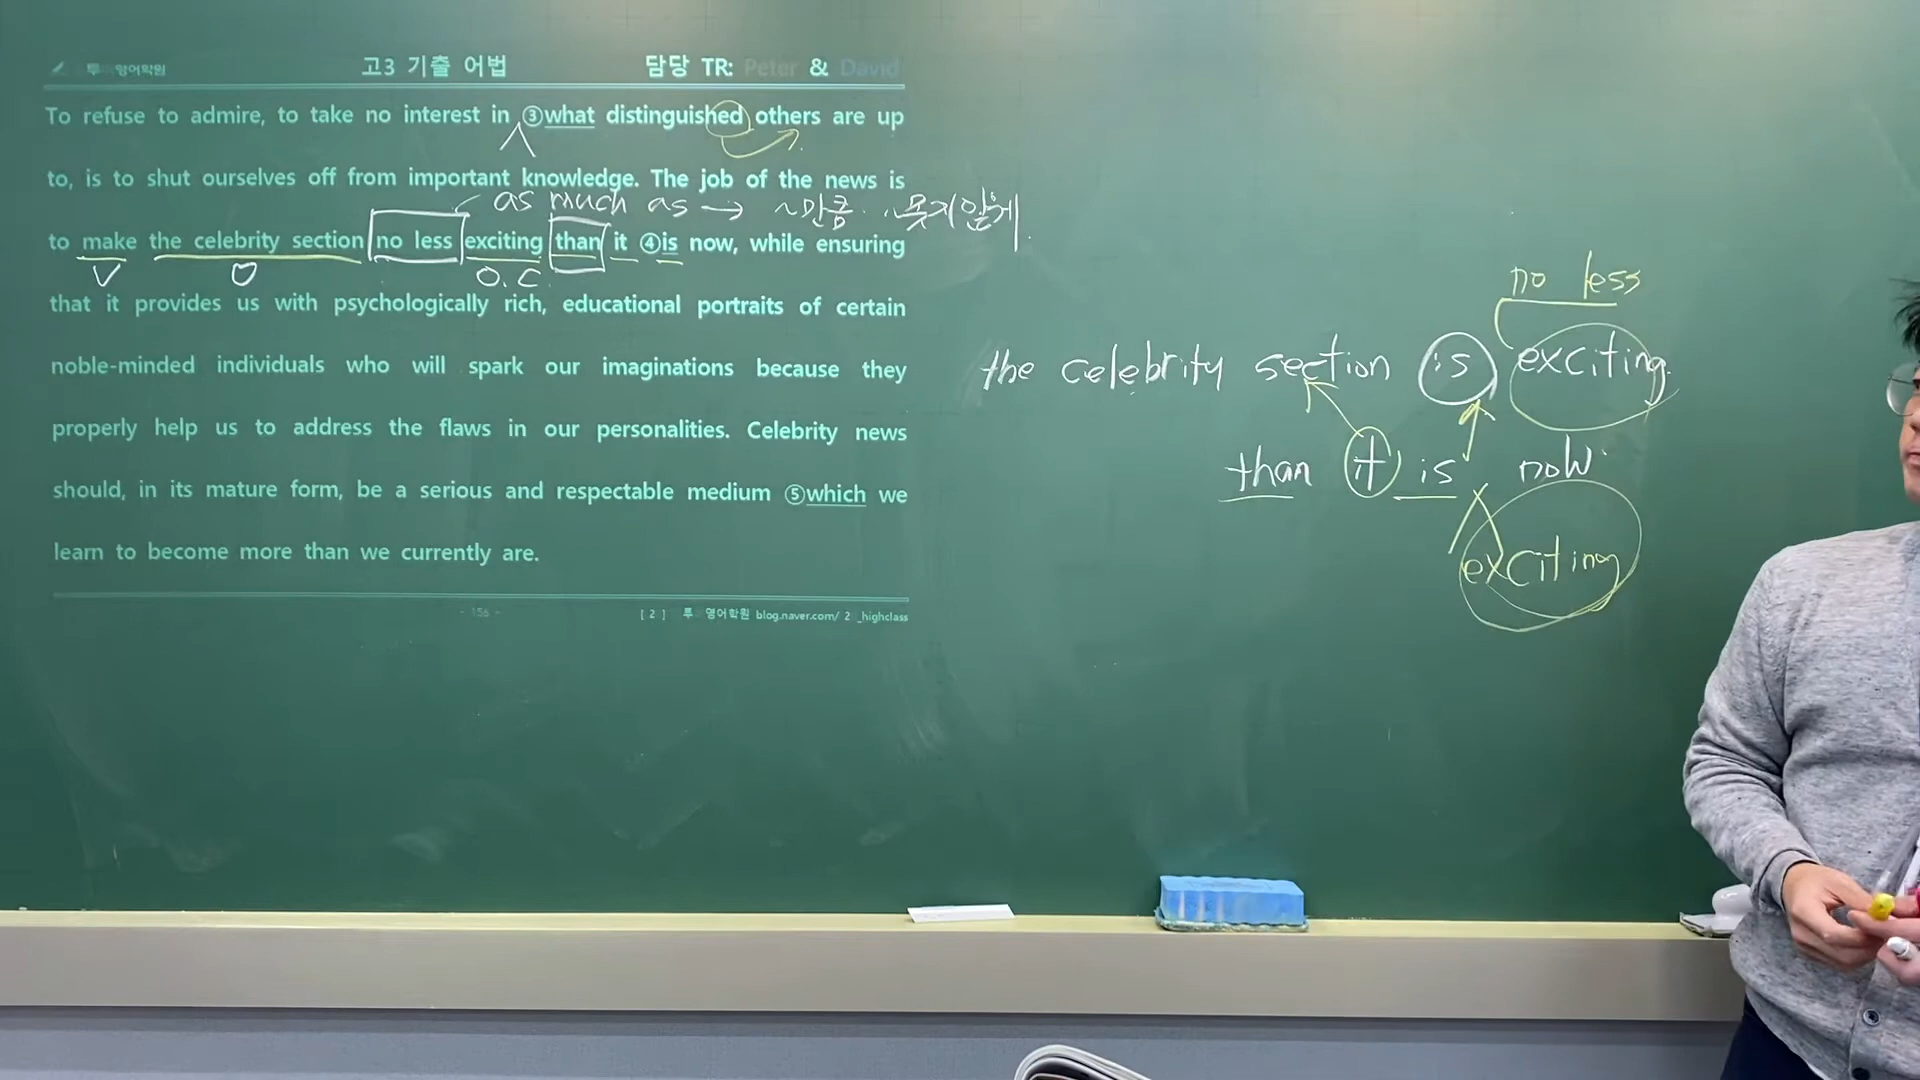 투 영어학원 고3 기출 어법 담당 TR: Peter & David
To refuse to admire, to take no interest in ③what distinguished others are up
to, is to shut ourselves off from important knowledge. The job of the news is
as much as → ~만큼. ~못지않게.
to make the celebrity section no less exciting than it ④is now, while ensuring
V O O.C
that it provides us with psychologically rich, educational portraits of certain
noble-minded individuals who will spark our imaginations because they
properly help us to address the flaws in our personalities. Celebrity news
should, in its mature form, be a serious and respectable medium ⑤which we
learn to become more than we currently are.
- 156 - [ 2 ] 투 영어학원 blog.naver.com/ 2 _highclass
no less
the celebrity section is exciting.
than it is now.
exciting